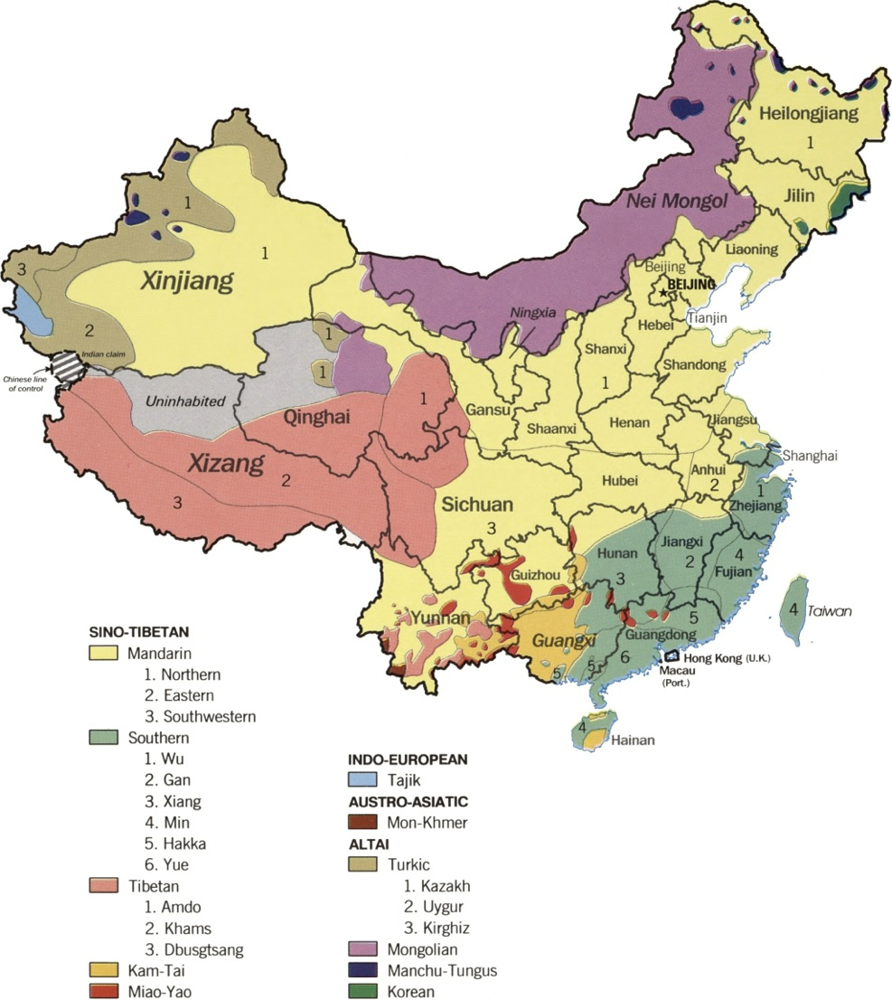 Heilongjiang
1
Nei Mongol
Jilin
Liaoning
1
1
Xinjiang
3
2
Indian claim
Chinese line
of control
Beijing
BEIJING
Tianjin
Hebei
Ningxia
Shanxi
1
Shandong
1
1
1
Uninhabited
Qinghai
Gansu
Shaanxi
Henan
Jiangsu
Shanghai
Xizang
2
3
Anhui
2
Hubei
1
Zhejiang
Sichuan
3
Hunan
3
Jiangxi
2
4
Fujian
Guizhou
Yunnan
Guangxi
5
5
5
Guangdong
6
4
Taiwan
Hong Kong (U.K.)
Macau
(Port.)
4
Hainan
SINO-TIBETAN
Mandarin
1. Northern
2. Eastern
3. Southwestern
Southern
1. Wu
2. Gan
3. Xiang
4. Min
5. Hakka
6. Yue
Tibetan
1. Amdo
2. Khams
3. Dbusgtsang
Kam-Tai
Miao-Yao
INDO-EUROPEAN
Tajik
AUSTRO-ASIATIC
Mon-Khmer
ALTAI
Turkic
1. Kazakh
2. Uygur
3. Kirghiz
Mongolian
Manchu-Tungus
Korean